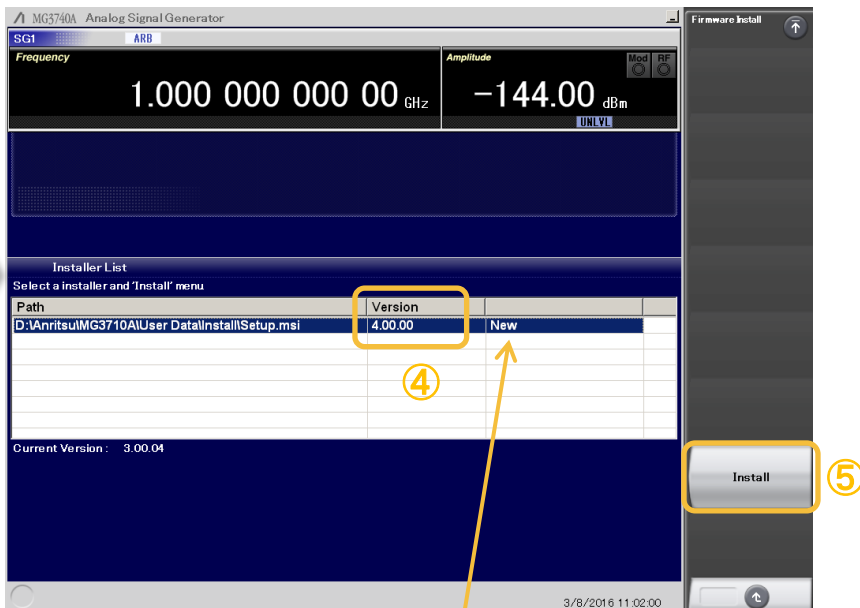 MG3740A Analog Signal Generator
Firmware Install
SG1 ARB
Frequency
Amplitude
Mod RF
1.000 000 000 00 GHz
-144.00 dBm
UNLVL
Installer List
Select a installer and 'Install' menu
Path Version
D:\Anritsu\MG3710A\User Data\Install\Setup.msi 4.00.00 New
④
Current Version : 3.00.04
Install
⑤
3/8/2016 11:02:00